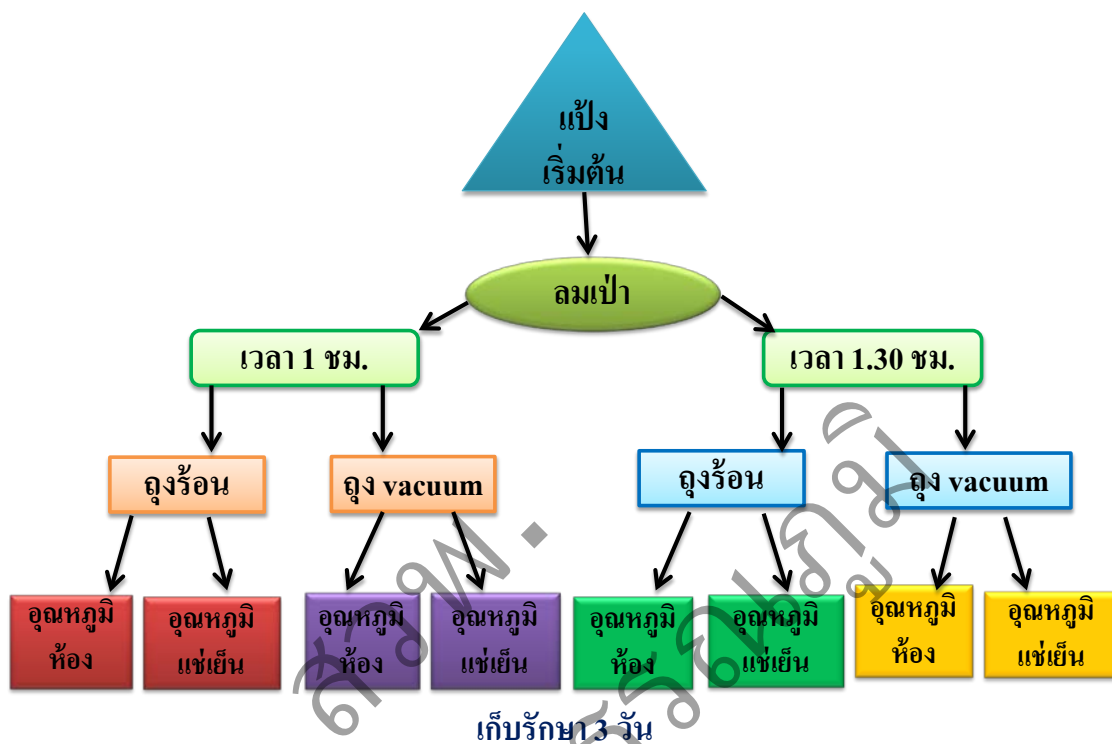 แป้ง
เริ่มต้น
ลมเป่า
เวลา 1 ชม.
เวลา 1.30 ชม.
ถุงร้อน
ถุง vacuum
ถุงร้อน
ถุง vacuum
อุณหภูมิ
ห้อง
อุณหภูมิ
แช่เย็น
อุณหภูมิ
ห้อง
อุณหภูมิ
แช่เย็น
อุณหภูมิ
ห้อง
อุณหภูมิ
แช่เย็น
อุณหภูมิ
ห้อง
อุณหภูมิ
แช่เย็น
เก็บรักษา 3 วัน